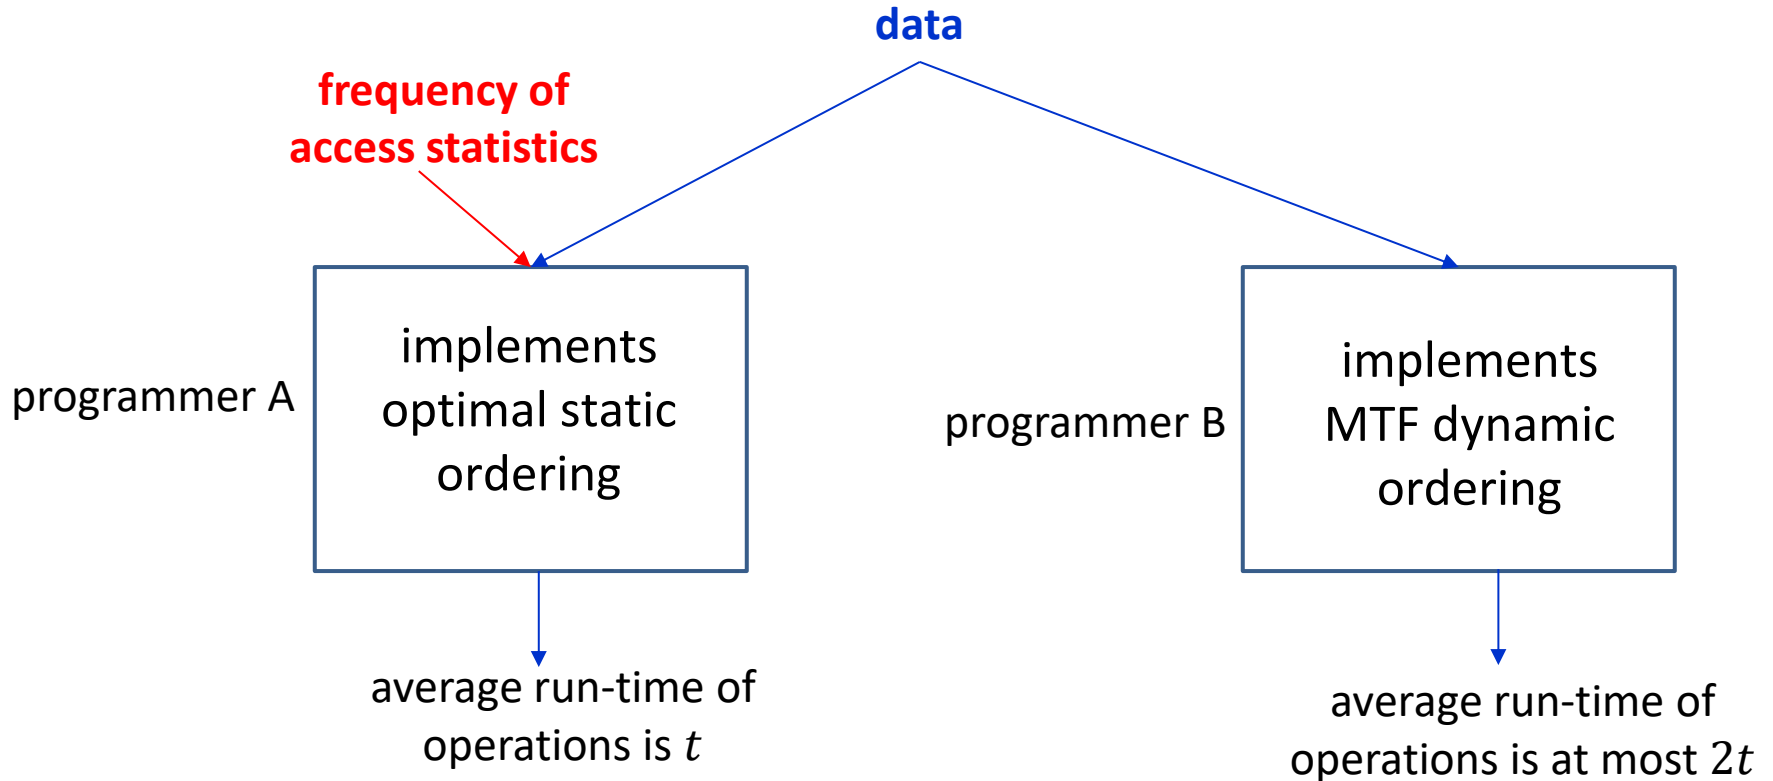 data
frequency of
access statistics
programmer A
implements
optimal static
ordering
average run-time of
operations is t
programmer B
implements
MTF dynamic
ordering
average run-time of
operations is at most 2t